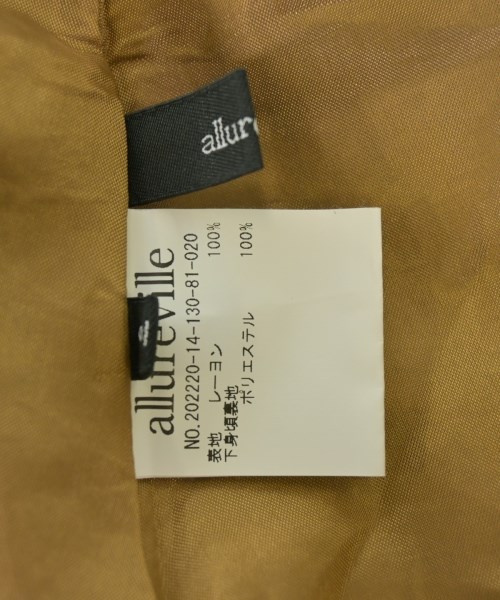 allure
allureville
NO.202220-14-130-81-020
表地 レーヨン 100%
下身頃裏地
ポリエステル 100%